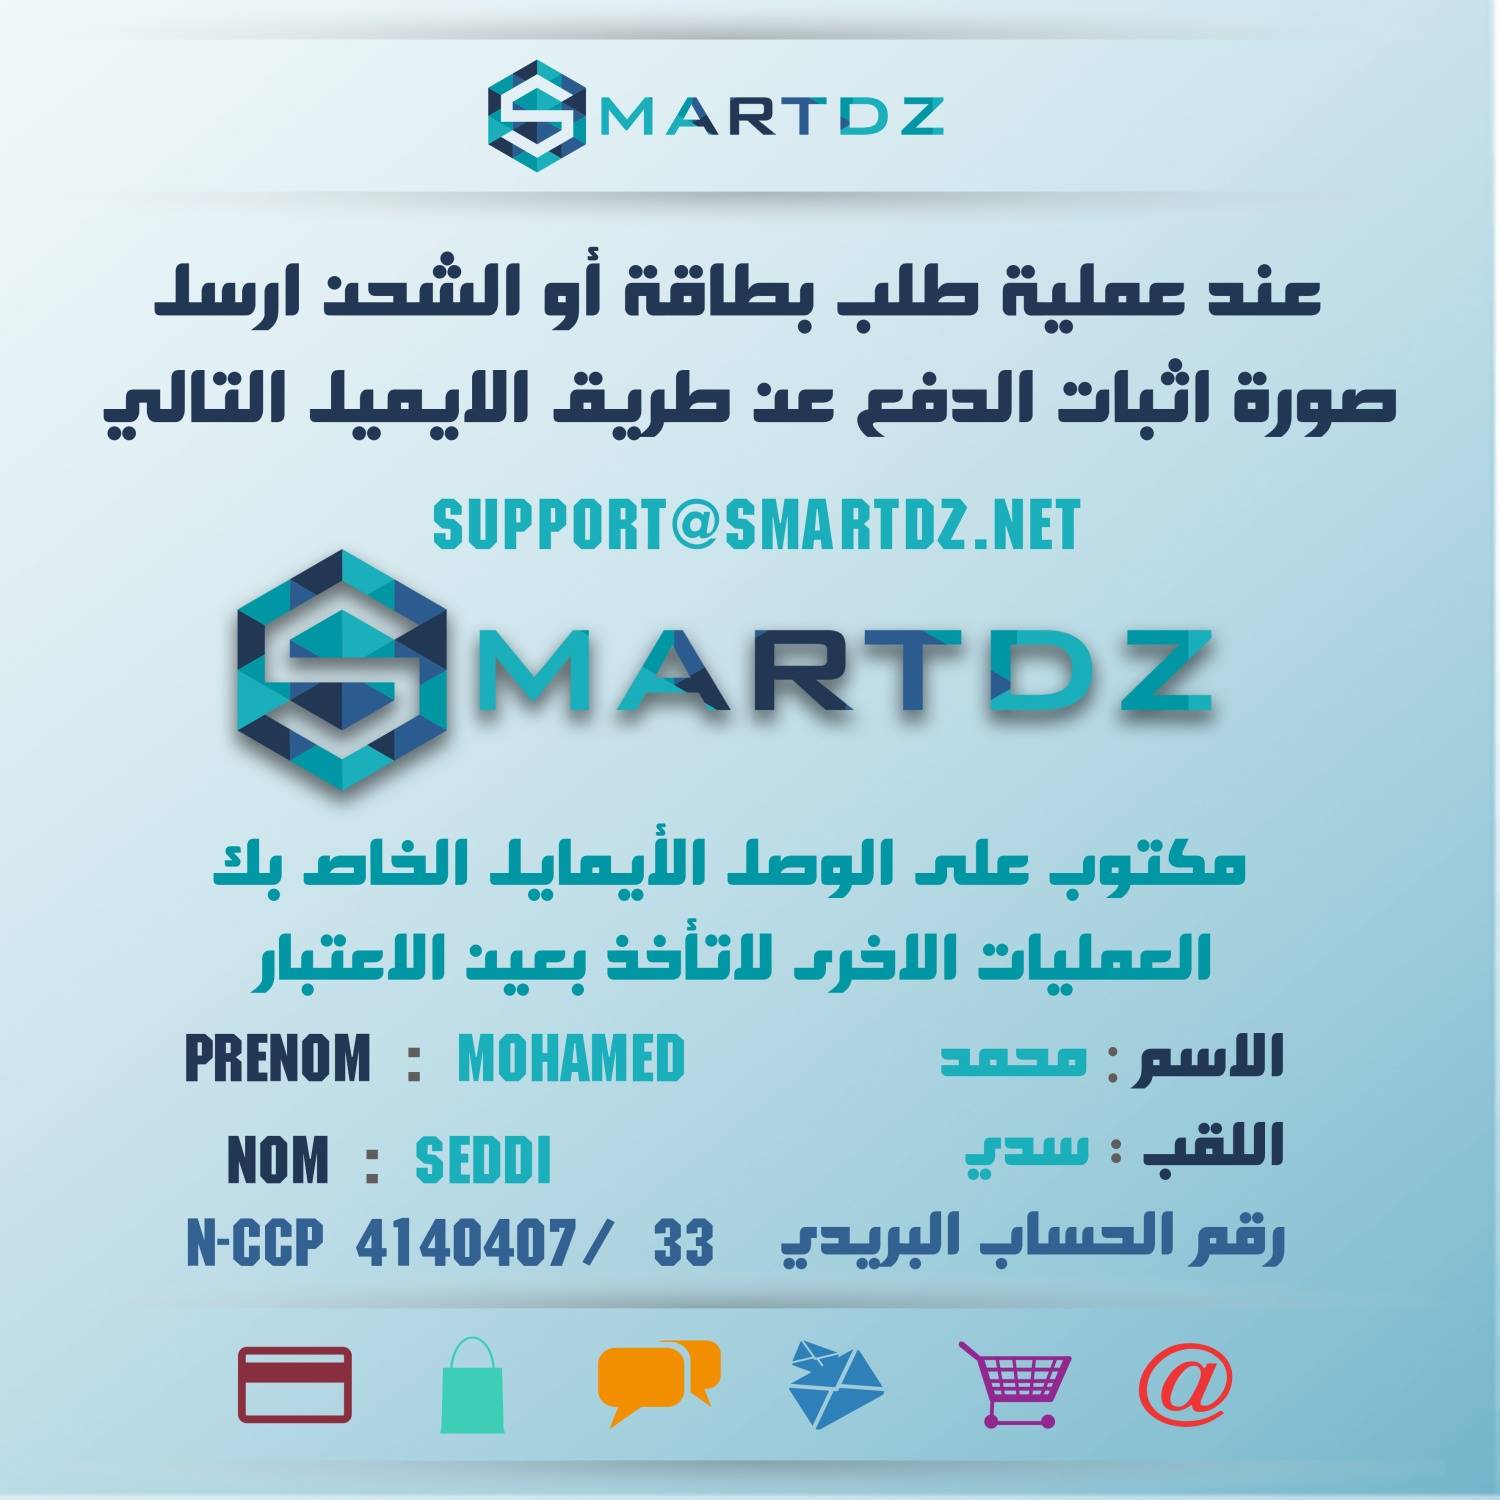 SMARTDZ
عند عملية طلب بطاقة أو الشحن ارسل
صورة اثبات الدفع عن طريق الايميل التالي
SUPPORT@SMARTDZ.NET
SMARTDZ
مكتوب على الوصل الأيمايل الخاص بك
العمليات الاخرى لاتأخذ بعين الاعتبار
PRENOM : MOHAMED
الاسم : محمد
NOM : SEDDI
اللقب : سدي
N-CCP 4140407/ 33
رقم الحساب البريدي